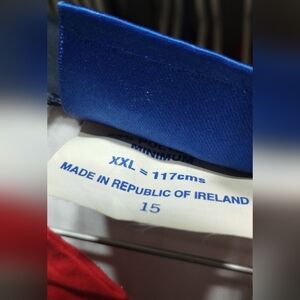 MINIMUM
XXL = 117cms
MADE IN REPUBLIC OF IRELAND
15